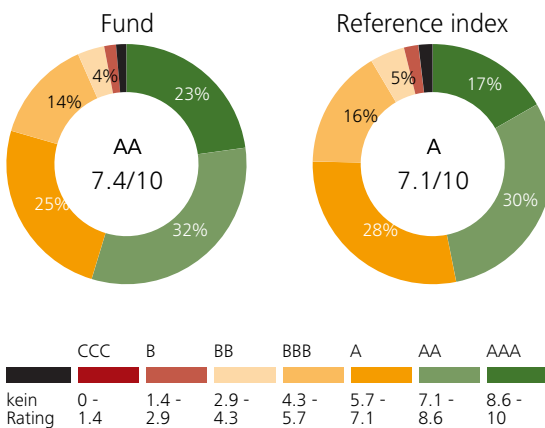 Fund
Reference index
4%
23%
14%
AA
7.4/10
25%
32%
5%
17%
16%
A
7.1/10
30%
28%
CCC B BB BBB A AA AAA
kein 0 - 1.4 - 2.9 - 4.3 - 5.7 - 7.1 - 8.6 -
Rating 1.4 2.9 4.3 5.7 7.1 8.6 10